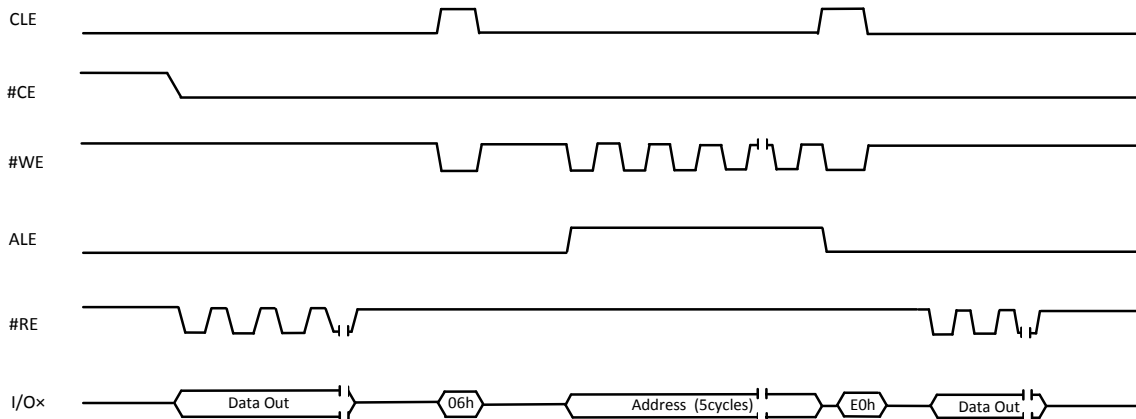 CLE
#CE
#WE
ALE
#RE
I/O×
Data Out
06h
Address (5cycles)
E0h
Data Out